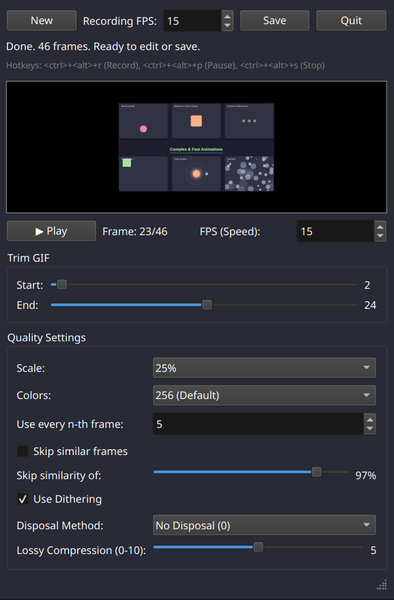 New Recording FPS: 15 Save Quit
Done. 46 frames. Ready to edit or save.
Hotkeys: <ctrl>+<alt>+r (Record), <ctrl>+<alt>+p (Pause), <ctrl>+<alt>+s (Stop)
Complex & Fast Animations
▶ Play Frame: 23/46 FPS (Speed): 15
Trim GIF
Start: 2
End: 24
Quality Settings
Scale: 25%
Colors: 256 (Default)
Use every n-th frame: 5
Skip similar frames
Skip similarity of: 97%
Use Dithering
Disposal Method: No Disposal (0)
Lossy Compression (0-10): 5